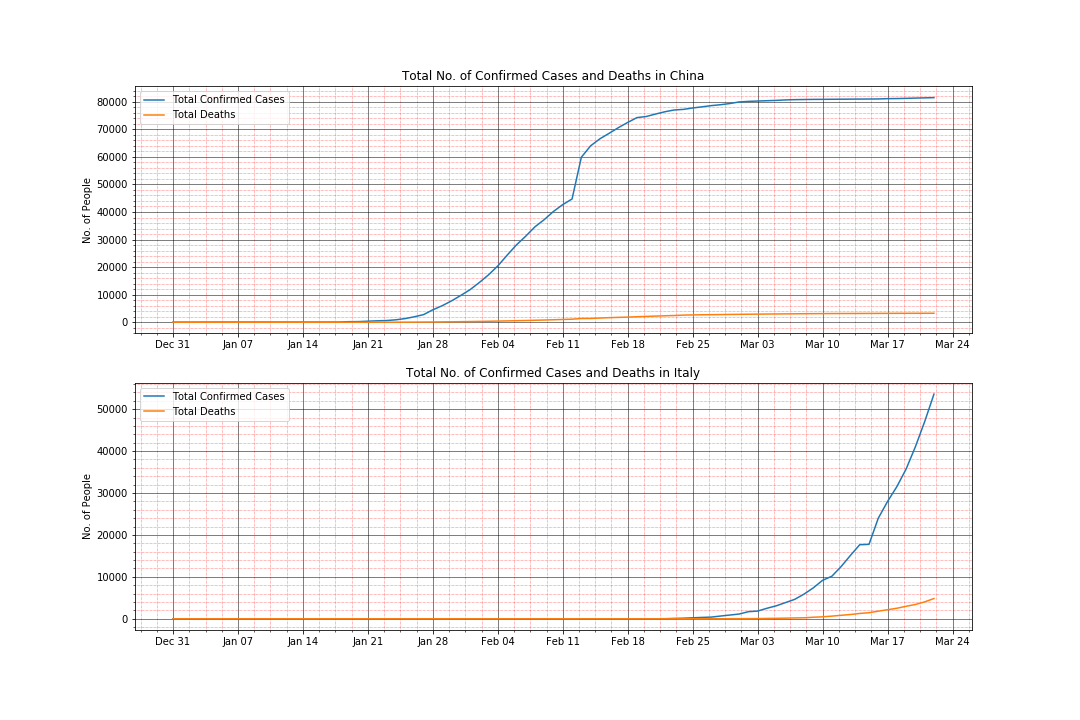 Total No. of Confirmed Cases and Deaths in China
Total Confirmed Cases
Total Deaths
No. of People
80000
70000
60000
50000
40000
30000
20000
10000
0
Dec 31 Jan 07 Jan 14 Jan 21 Jan 28 Feb 04 Feb 11 Feb 18 Feb 25 Mar 03 Mar 10 Mar 17 Mar 24
Total No. of Confirmed Cases and Deaths in Italy
Total Confirmed Cases
Total Deaths
No. of People
50000
40000
30000
20000
10000
0
Dec 31 Jan 07 Jan 14 Jan 21 Jan 28 Feb 04 Feb 11 Feb 18 Feb 25 Mar 03 Mar 10 Mar 17 Mar 24